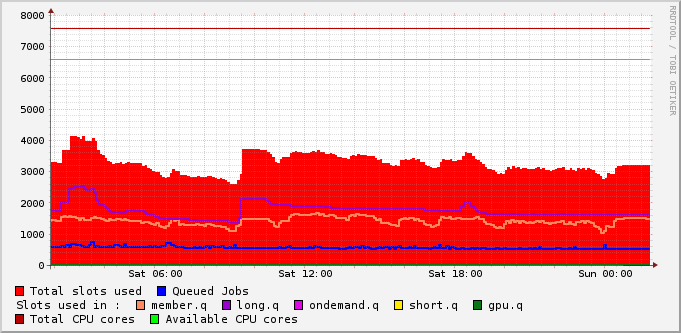 8000
7000
6000
5000
4000
3000
2000
1000
0
Sat 06:00 Sat 12:00 Sat 18:00 Sun 00:00
Total slots used Queued Jobs
Slots used in : member.q long.q ondemand.q short.q gpu.q
Total CPU cores Available CPU cores
RRDTOOL / TOBI OETIKER